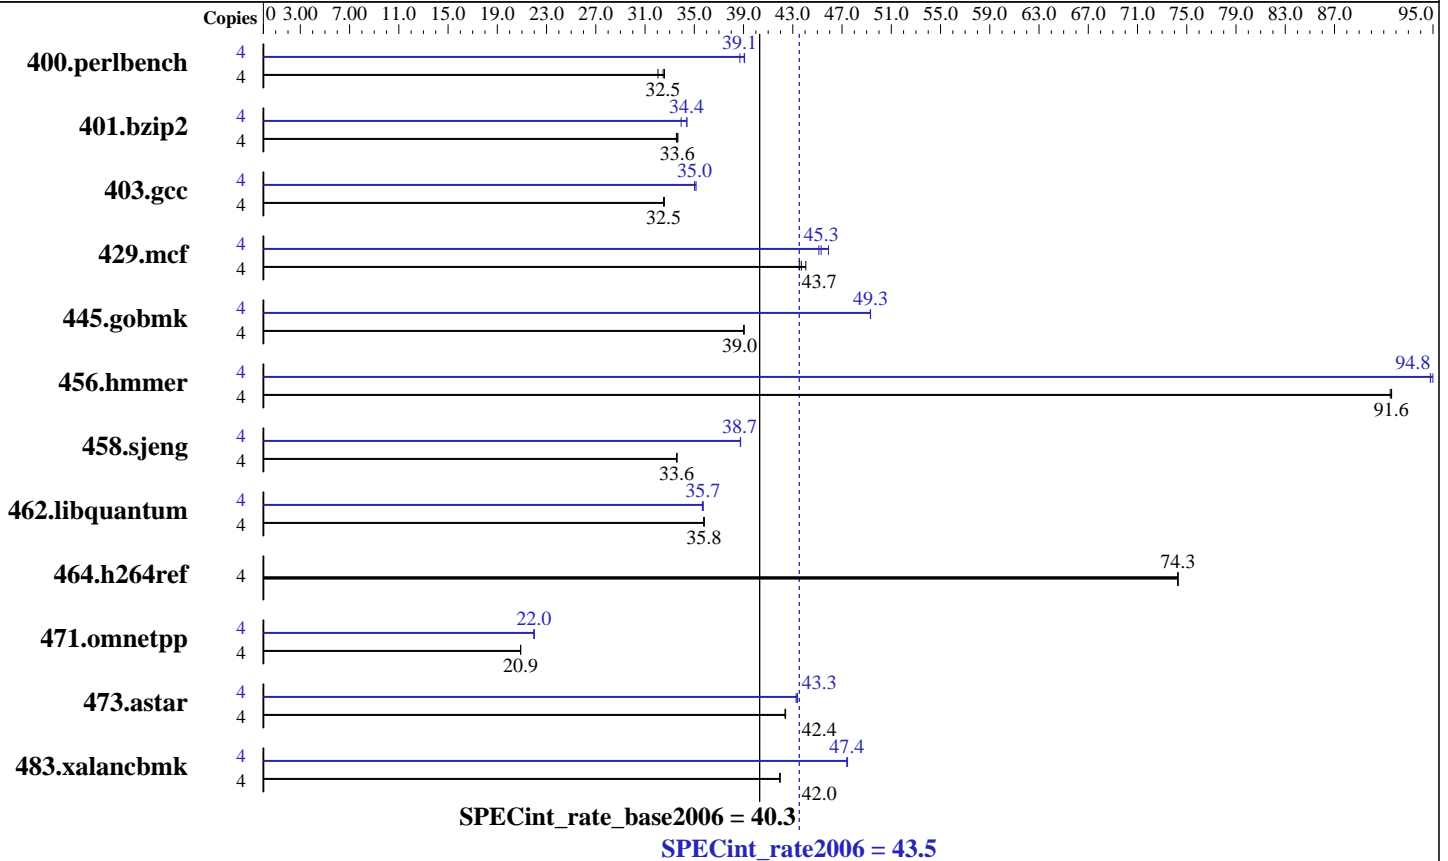 Copies 0 3.00 7.00 11.0 15.0 19.0 23.0 27.0 31.0 35.0 39.0 43.0 47.0 51.0 55.0 59.0 63.0 67.0 71.0 75.0 79.0 83.0 87.0 95.0
400.perlbench 4 39.1
4 32.5
401.bzip2 4 34.4
4 33.6
403.gcc 4 35.0
4 32.5
429.mcf 4 45.3
4 43.7
445.gobmk 4 49.3
4 39.0
456.hmmer 4 94.8
4 91.6
458.sjeng 4 38.7
4 33.6
462.libquantum 4 35.7
4 35.8
464.h264ref 4 74.3
471.omnetpp 4 22.0
4 20.9
473.astar 4 43.3
4 42.4
483.xalancbmk 4 47.4
4 42.0
SPECint_rate_base2006 = 40.3
SPECint_rate2006 = 43.5